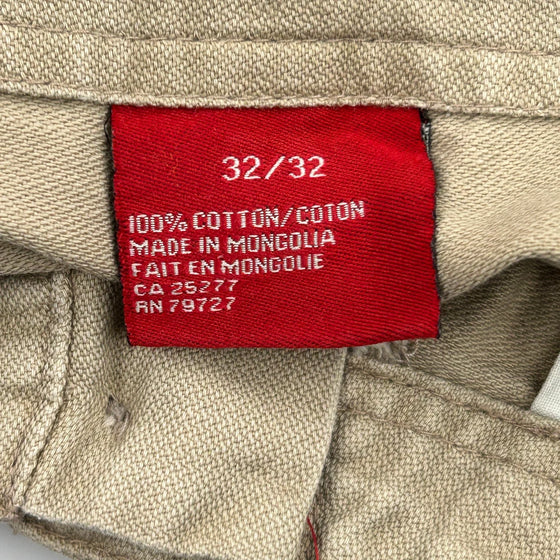 32/32
100% COTTON/COTON
MADE IN MONGOLIA
FAIT EN MONGOLIE
CA 25277
RN 79727